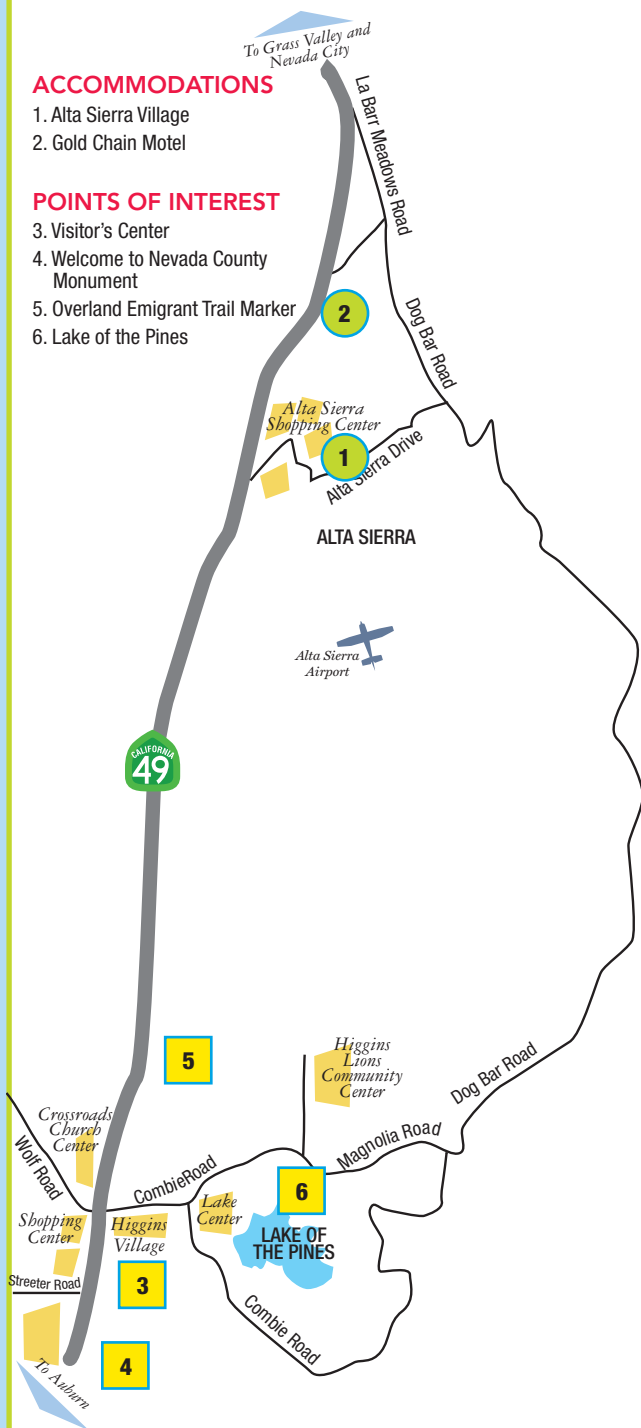 To Grass Valley and
Nevada City
ACCOMMODATIONS
1. Alta Sierra Village
2. Gold Chain Motel
POINTS OF INTEREST
3. Visitor's Center
4. Welcome to Nevada County
Monument
5. Overland Emigrant Trail Marker
6. Lake of the Pines
La Barr Meadows Road
2
Dog Bar Road
Alta Sierra
Shopping Center
1
Alta Sierra Drive
ALTA SIERRA
Alta Sierra
Airport
CALIFORNIA
49
5
Higgins
Lions
Community
Center
Dog Bar Road
Crossroads
Church
Center
Wolf Road
Magnolia Road
CombieRoad
6
Lake
Center
Shopping
Center
Higgins
Village
LAKE OF
THE PINES
Streeter Road
3
Combie Road
4
To Auburn